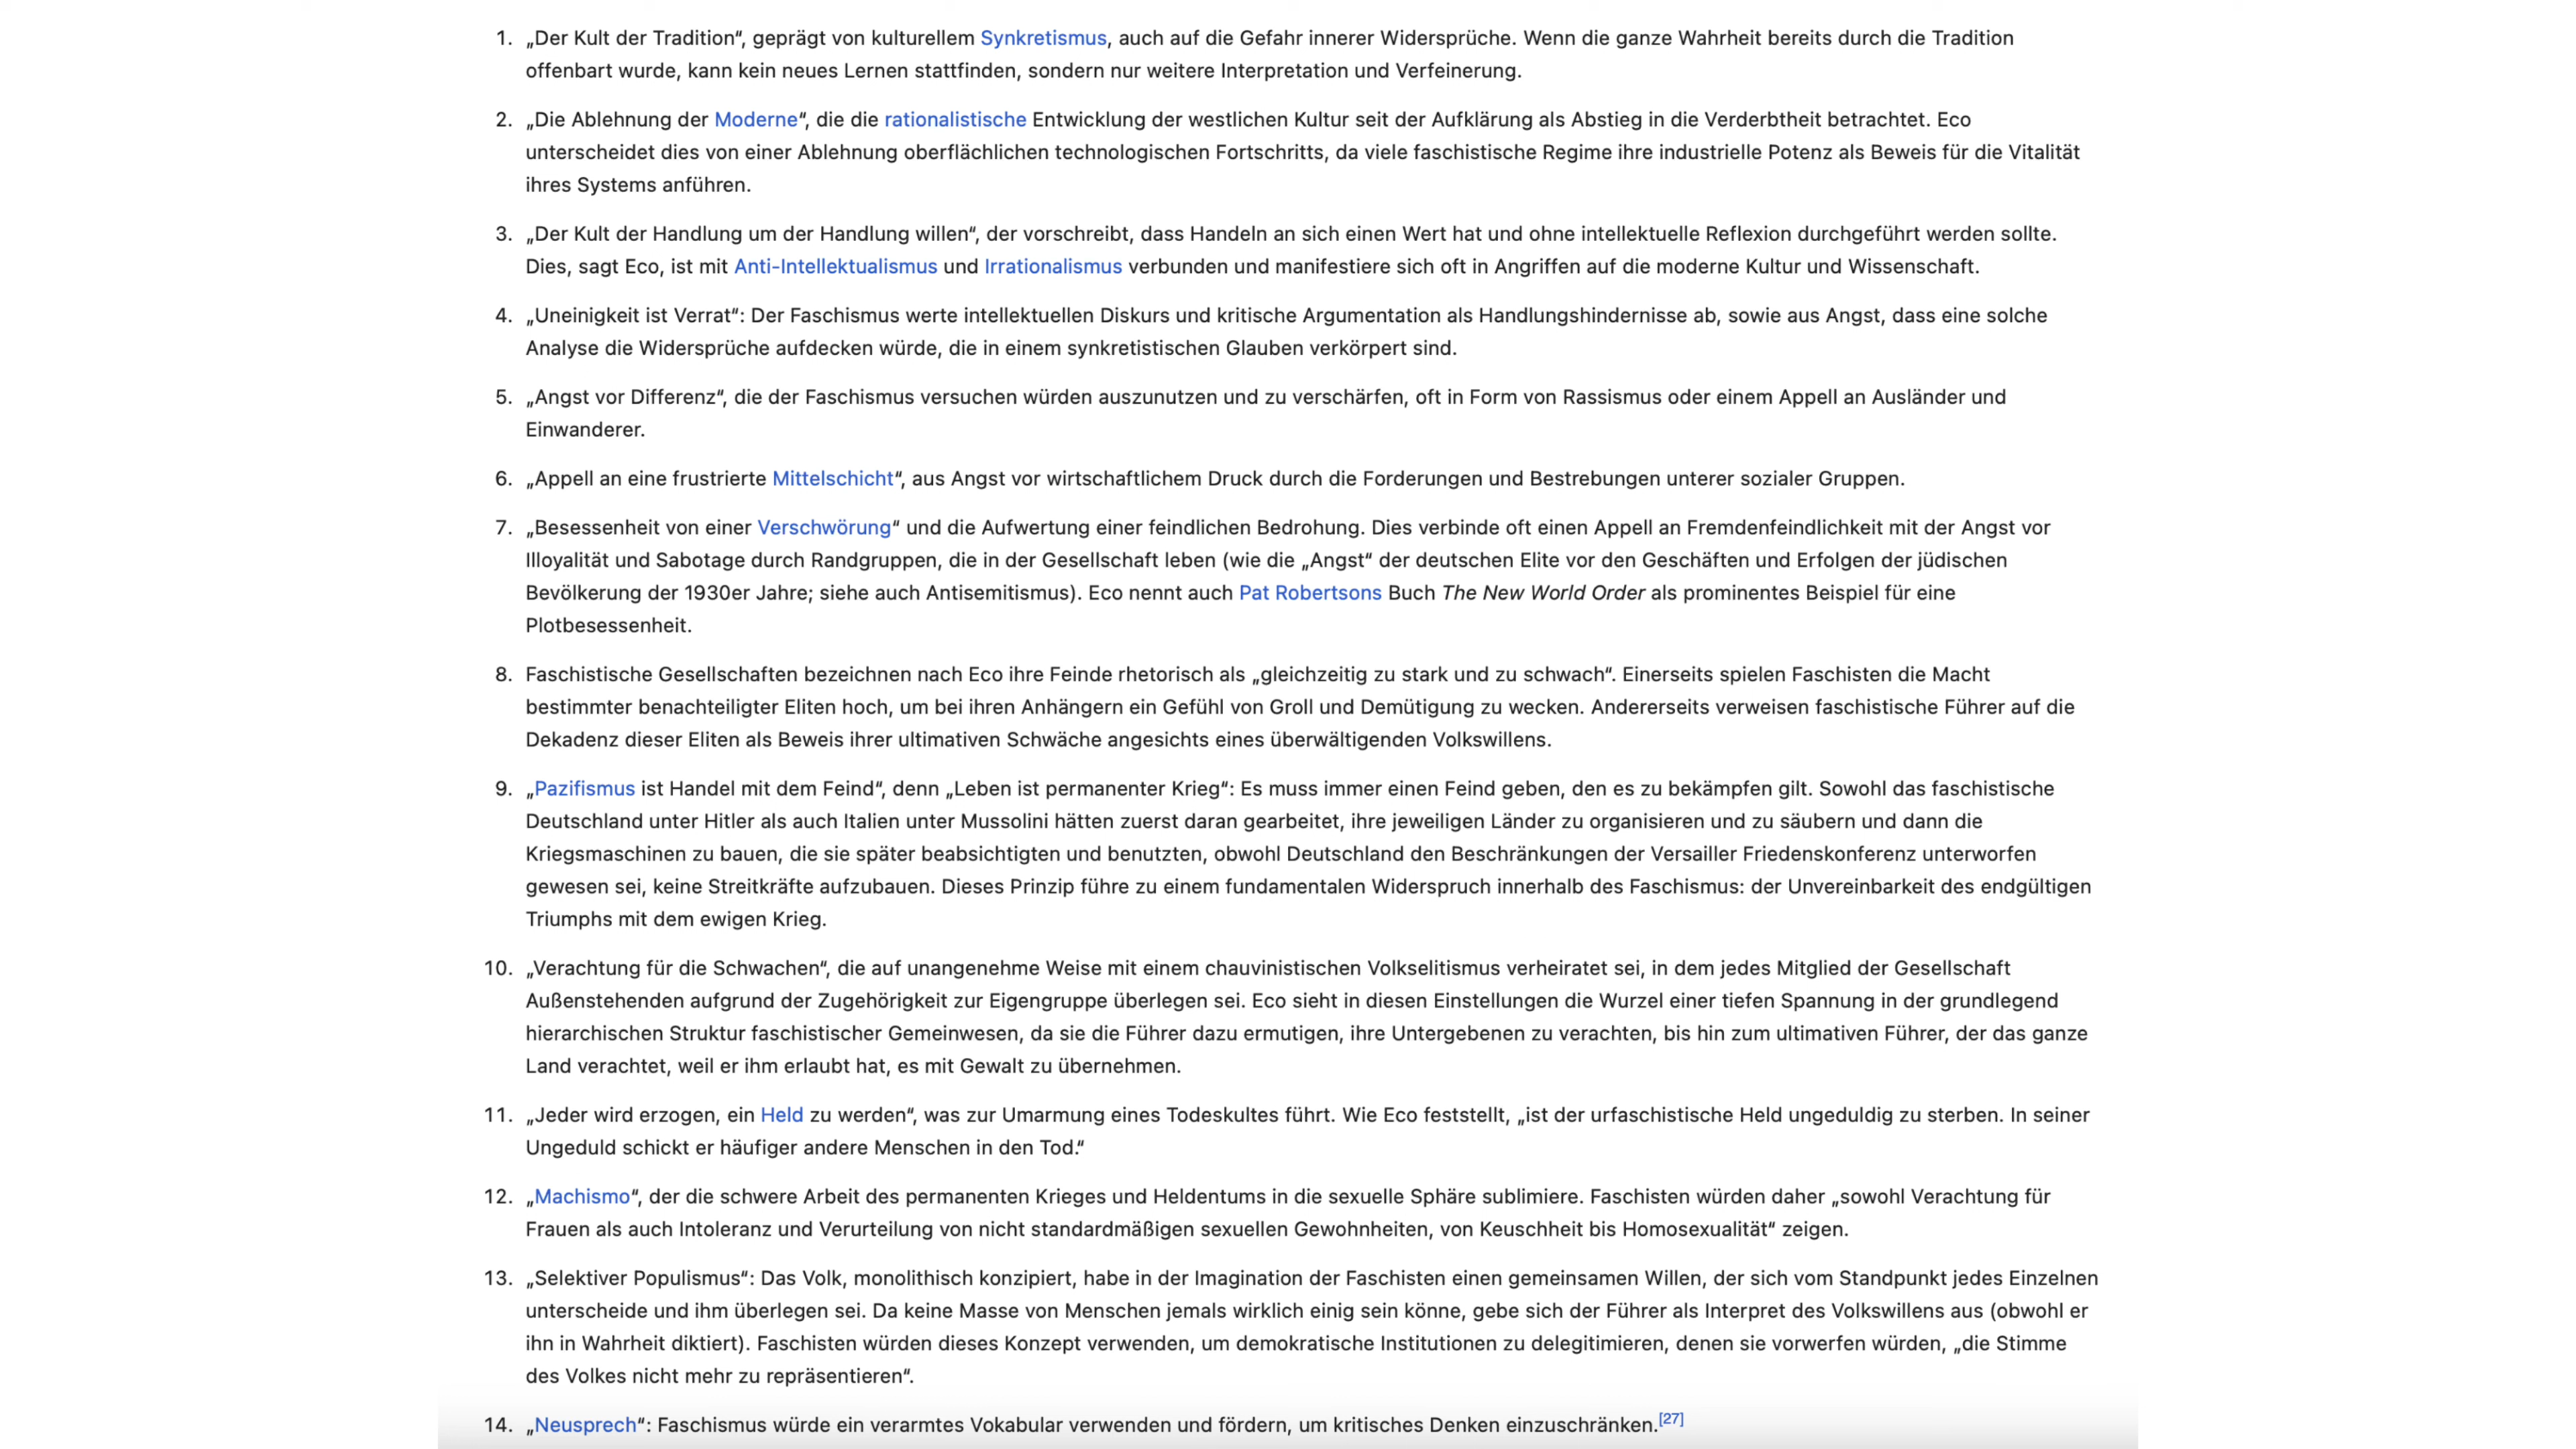 1. „Der Kult der Tradition“, geprägt von kulturellem Synkretismus, auch auf die Gefahr innerer Widersprüche. Wenn die ganze Wahrheit bereits durch die Tradition
offenbart wurde, kann kein neues Lernen stattfinden, sondern nur weitere Interpretation und Verfeinerung.
2. „Die Ablehnung der Moderne“, die die rationalistische Entwicklung der westlichen Kultur seit der Aufklärung als Abstieg in die Verderbtheit betrachtet. Eco
unterscheidet dies von einer Ablehnung oberflächlichen technologischen Fortschritts, da viele faschistische Regime ihre industrielle Potenz als Beweis für die Vitalität
ihres Systems anführen.
3. „Der Kult der Handlung um der Handlung willen“, der vorschreibt, dass Handeln an sich einen Wert hat und ohne intellektuelle Reflexion durchgeführt werden sollte.
Dies, sagt Eco, ist mit Anti-Intellektualismus und Irrationalismus verbunden und manifestiere sich oft in Angriffen auf die moderne Kultur und Wissenschaft.
4. „Uneinigkeit ist Verrat“: Der Faschismus werte intellektuellen Diskurs und kritische Argumentation als Handlungshindernisse ab, sowie aus Angst, dass eine solche
Analyse die Widersprüche aufdecken würde, die in einem synkretistischen Glauben verkörpert sind.
5. „Angst vor Differenz“, die der Faschismus versuchen würden auszunutzen und zu verschärfen, oft in Form von Rassismus oder einem Appell an Ausländer und
Einwanderer.
6. „Appell an eine frustrierte Mittelschicht“, aus Angst vor wirtschaftlichem Druck durch die Forderungen und Bestrebungen unterer sozialer Gruppen.
7. „Besessenheit von einer Verschwörung“ und die Aufwertung einer feindlichen Bedrohung. Dies verbinde oft einen Appell an Fremdenfeindlichkeit mit der Angst vor
Illoyalität und Sabotage durch Randgruppen, die in der Gesellschaft leben (wie die „Angst“ der deutschen Elite vor den Geschäften und Erfolgen der jüdischen
Bevölkerung der 1930er Jahre; siehe auch Antisemitismus). Eco nennt auch Pat Robertsons Buch The New World Order als prominentes Beispiel für eine
Plotbesessenheit.
8. Faschistische Gesellschaften bezeichnen nach Eco ihre Feinde rhetorisch als „gleichzeitig zu stark und zu schwach“. Einerseits spielen Faschisten die Macht
bestimmter benachteiligter Eliten hoch, um bei ihren Anhängern ein Gefühl von Groll und Demütigung zu wecken. Andererseits verweisen faschistische Führer auf die
Dekadenz dieser Eliten als Beweis ihrer ultimativen Schwäche angesichts eines überwältigenden Volkswillens.
9. „Pazifismus ist Handel mit dem Feind“, denn „Leben ist permanenter Krieg“: Es muss immer einen Feind geben, den es zu bekämpfen gilt. Sowohl das faschistische
Deutschland unter Hitler als auch Italien unter Mussolini hätten zuerst daran gearbeitet, ihre jeweiligen Länder zu organisieren und zu säubern und dann die
Kriegsmaschinen zu bauen, die sie später beabsichtigten und benutzten, obwohl Deutschland den Beschränkungen der Versailler Friedenskonferenz unterworfen
gewesen sei, keine Streitkräfte aufzubauen. Dieses Prinzip führe zu einem fundamentalen Widerspruch innerhalb des Faschismus: der Unvereinbarkeit des endgültigen
Triumphs mit dem ewigen Krieg.
10. „Verachtung für die Schwachen“, die auf unangenehme Weise mit einem chauvinistischen Volkselitismus verheiratet sei, in dem jedes Mitglied der Gesellschaft
Außenstehenden aufgrund der Zugehörigkeit zur Eigengruppe überlegen sei. Eco sieht in diesen Einstellungen die Wurzel einer tiefen Spannung in der grundlegend
hierarchischen Struktur faschistischer Gemeinwesen, da sie die Führer dazu ermutigen, ihre Untergebenen zu verachten, bis hin zum ultimativen Führer, der das ganze
Land verachtet, weil er ihm erlaubt hat, es mit Gewalt zu übernehmen.
11. „Jeder wird erzogen, ein Held zu werden“, was zur Umarmung eines Todeskultes führt. Wie Eco feststellt, „ist der urfaschistische Held ungeduldig zu sterben. In seiner
Ungeduld schickt er häufiger andere Menschen in den Tod.“
12. „Machismo“, der die schwere Arbeit des permanenten Krieges und Heldentums in die sexuelle Sphäre sublimiere. Faschisten würden daher „sowohl Verachtung für
Frauen als auch Intoleranz und Verurteilung von nicht standardmäßigen sexuellen Gewohnheiten, von Keuschheit bis Homosexualität“ zeigen.
13. „Selektiver Populismus“: Das Volk, monolithisch konzipiert, habe in der Imagination der Faschisten einen gemeinsamen Willen, der sich vom Standpunkt jedes Einzelnen
unterscheide und ihm überlegen sei. Da keine Masse von Menschen jemals wirklich einig sein könne, gebe sich der Führer als Interpret des Volkswillens aus (obwohl er
ihn in Wahrheit diktiert). Faschisten würden dieses Konzept verwenden, um demokratische Institutionen zu delegitimieren, denen sie vorwerfen würden, „die Stimme
des Volkes nicht mehr zu repräsentieren“.
14. „Neusprech“: Faschismus würde ein verarmtes Vokabular verwenden und fördern, um kritisches Denken einzuschränken.[27]